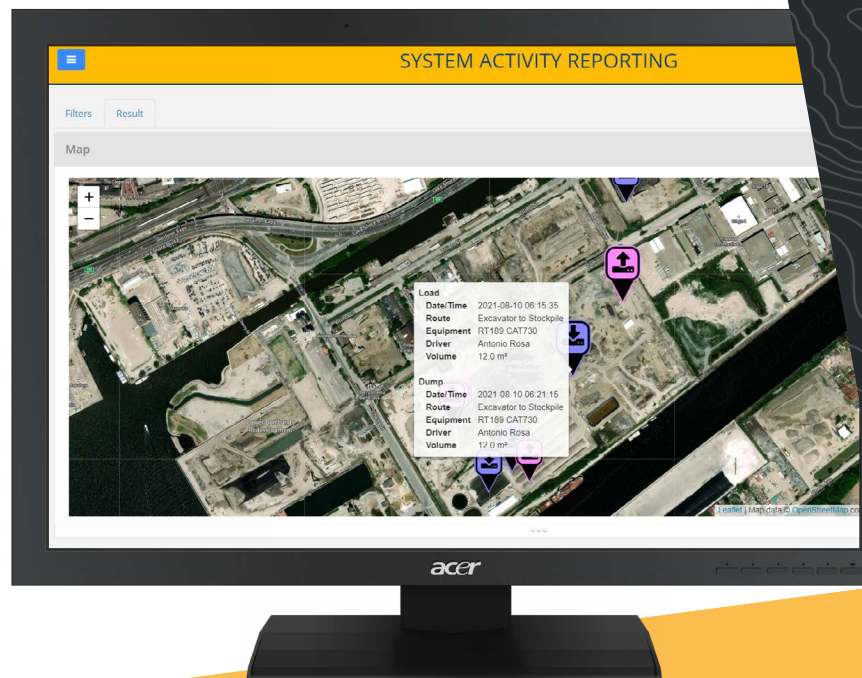 SYSTEM ACTIVITY REPORTING
Filters Result
Map
+
−
Load
Date/Time 2021-08-10 06:15:35
Route Excavator to Stockpile
Equipment RT189 CAT730
Driver Antonio Rosa
Volume 12.0 m³
Dump
Date/Time 2021 08 10 06:21:15
Route Excavator to Stockpile
Equipment RT189 CAT730
Driver Antonio Rosa
Volume 12.0 m³
Leaflet | Map data © OpenStreetMap co
acer